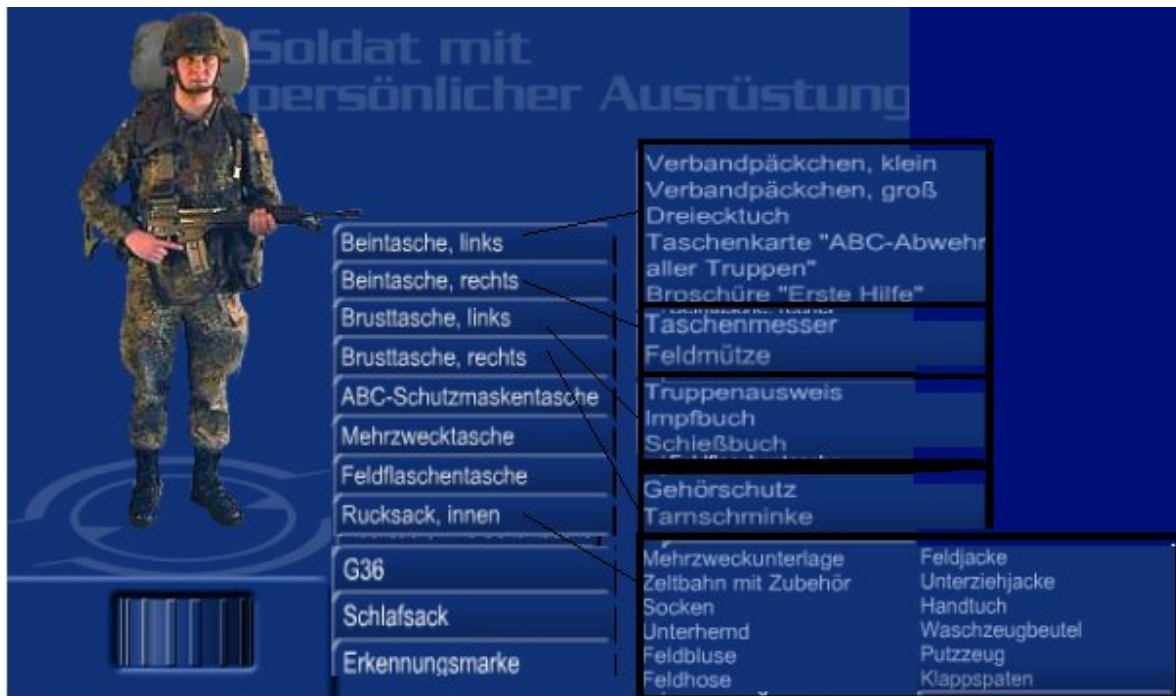 Soldat mit
persönlicher Ausrüstung
Beintasche, links
Beintasche, rechts
Brusttasche, links
Brusttasche, rechts
ABC-Schutzmaskentasche
Mehrzwecktasche
Feldflaschentasche
Rucksack, innen
G36
Schlafsack
Erkennungsmarke
Verbandpäckchen, klein
Verbandpäckchen, groß
Dreiecktuch
Taschenkarte "ABC-Abwehr
aller Truppen"
Broschüre "Erste Hilfe"
Taschenmesser
Feldmütze
Truppenausweis
Impfbuch
Schießbuch
Gehörschutz
Tarnschminke
Mehrzweckunterlage
Zeltbahn mit Zubehör
Socken
Unterhemd
Feldbluse
Feldhose
Feldjacke
Unterziehjacke
Handtuch
Waschzeugbeutel
Putzzeug
Klappspaten